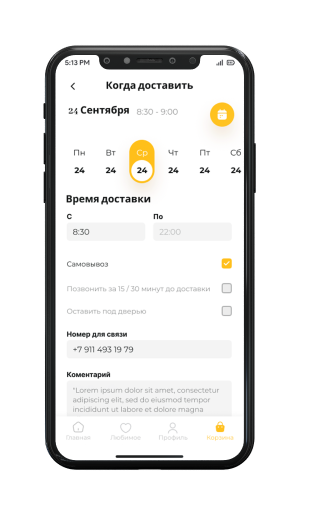 5:13 PM
Когда доставить
24 Сентября 8:30 - 9:00
Пн Вт Ср Чт Пт Сб
24 24 24 24 24 24
Время доставки
С По
8:30 22:00
Самовывоз
Позвонить за 15 / 30 минут до доставки
Оставить под дверью
Номер для связи
+7 911 493 19 79
Коментарий
"Lorem ipsum dolor sit amet, consectetur
adipiscing elit, sed do eiusmod tempor
incididunt ut labore et dolore magna
Главная Любимое Профиль Корзина